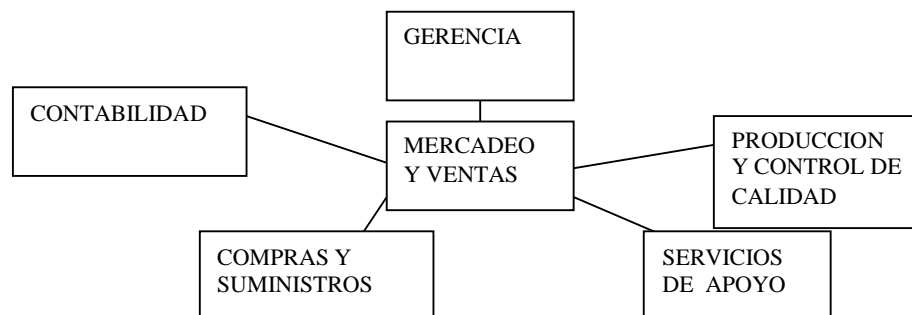 GERENCIA
CONTABILIDAD
MERCADEO
Y VENTAS
PRODUCCION
Y CONTROL DE
CALIDAD
COMPRAS Y
SUMINISTROS
SERVICIOS
DE APOYO